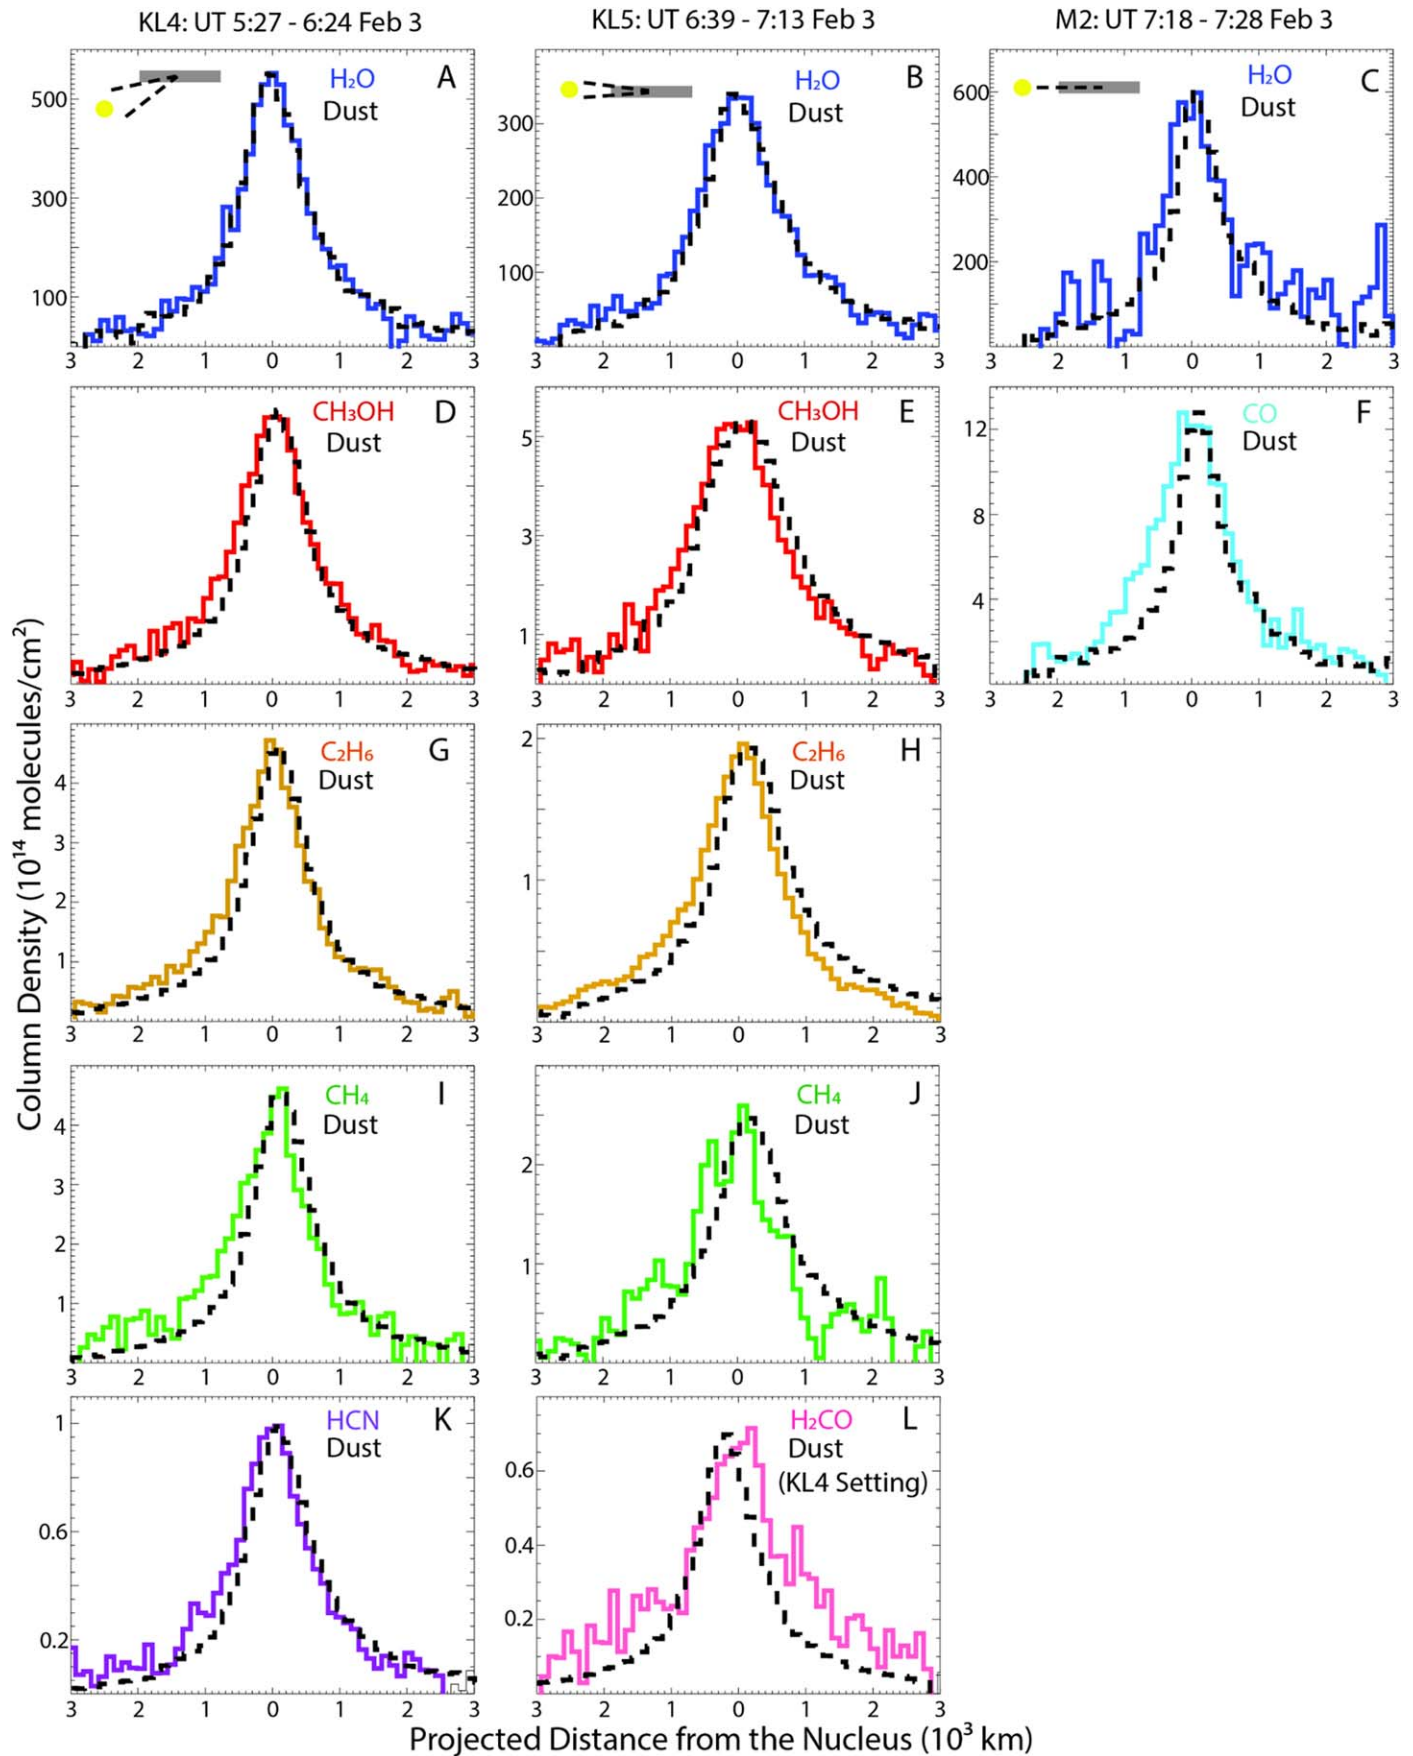 KL4: UT 5:27 - 6:24 Feb 3
KL5: UT 6:39 - 7:13 Feb 3
M2: UT 7:18 - 7:28 Feb 3
H₂O
Dust
A
500
300
100
3 2 1 0 1 2 3
H₂O
Dust
B
300
200
100
3 2 1 0 1 2 3
H₂O
Dust
C
600
400
200
3 2 1 0 1 2 3
CH₃OH
Dust
D
3 2 1 0 1 2 3
CH₃OH
Dust
E
5
3
1
3 2 1 0 1 2 3
CO
Dust
F
12
8
4
3 2 1 0 1 2 3
C₂H₆
Dust
G
4
3
2
1
3 2 1 0 1 2 3
C₂H₆
Dust
H
2
1
3 2 1 0 1 2 3
CH₄
Dust
I
4
3
2
1
3 2 1 0 1 2 3
CH₄
Dust
J
2
1
3 2 1 0 1 2 3
HCN
Dust
K
1
0.6
0.2
3 2 1 0 1 2 3
H₂CO
Dust
(KL4 Setting)
L
0.6
0.4
0.2
3 2 1 0 1 2 3
Column Density (10¹⁴ molecules/cm²)
Projected Distance from the Nucleus (10³ km)